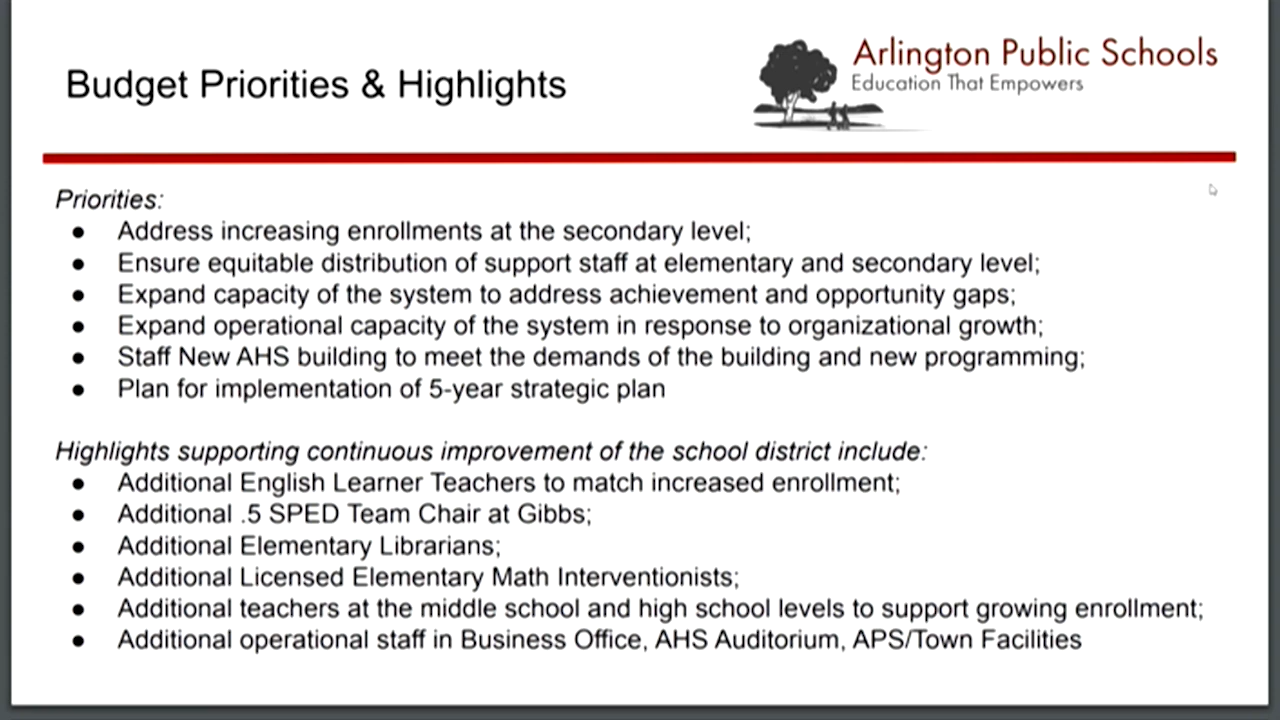 Budget Priorities & Highlights
Arlington Public Schools
Education That Empowers
Priorities:
● Address increasing enrollments at the secondary level;
● Ensure equitable distribution of support staff at elementary and secondary level;
● Expand capacity of the system to address achievement and opportunity gaps;
● Expand operational capacity of the system in response to organizational growth;
● Staff New AHS building to meet the demands of the building and new programming;
● Plan for implementation of 5-year strategic plan
Highlights supporting continuous improvement of the school district include:
● Additional English Learner Teachers to match increased enrollment;
● Additional .5 SPED Team Chair at Gibbs;
● Additional Elementary Librarians;
● Additional Licensed Elementary Math Interventionists;
● Additional teachers at the middle school and high school levels to support growing enrollment;
● Additional operational staff in Business Office, AHS Auditorium, APS/Town Facilities